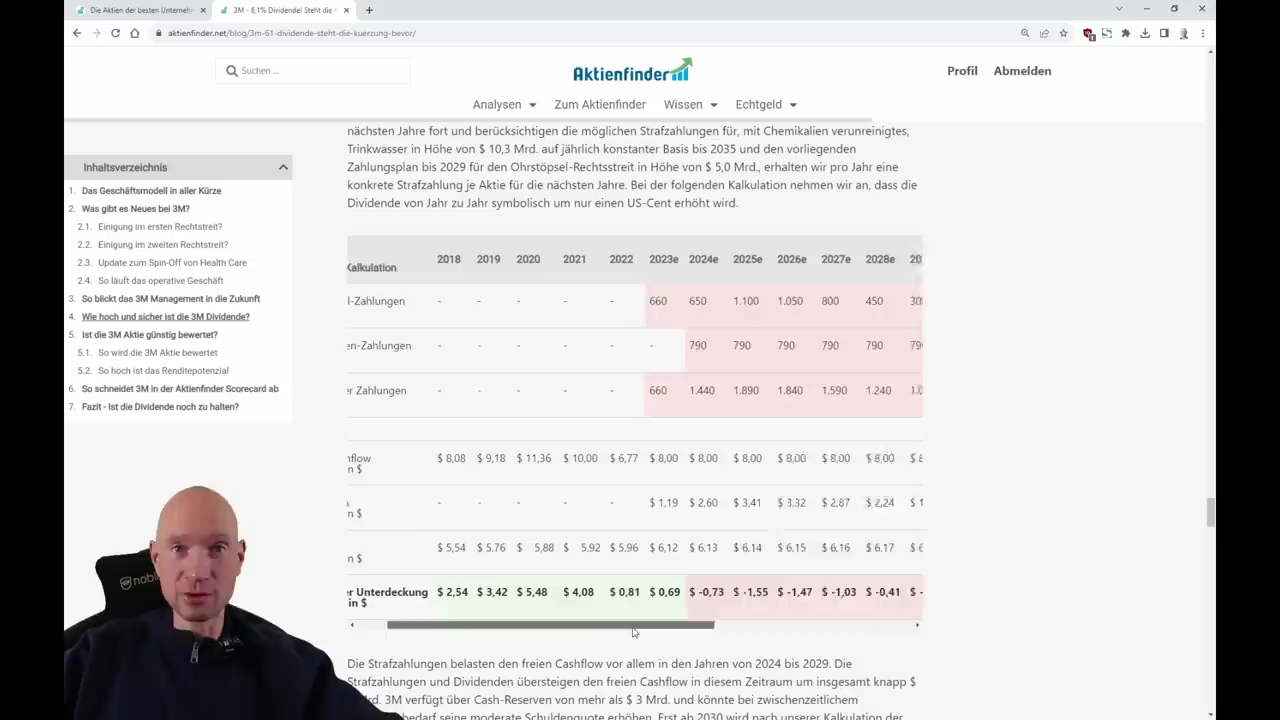 Die Aktien der besten Unternehm
3M - 6,1% Dividende! Steht die
aktienfinder.net/blog/3m-61-dividende-steht-die-kuerzung-bevor/
Suchen ...
Aktienfinder
Profil
Abmelden
Analysen
Zum Aktienfinder
Wissen
Echtgeld
Inhaltsverzeichnis
1. Das Geschäftsmodell in aller Kürze
2. Was gibt es Neues bei 3M?
2.1. Einigung im ersten Rechtsstreit?
2.2. Einigung im zweiten Rechtsstreit?
2.3. Update zum Spin-Off von Health Care
2.4. So läuft das operative Geschäft
3. So blickt das 3M Management in die Zukunft
4. Wie hoch und sicher ist die 3M Dividende?
5. Ist die 3M Aktie günstig bewertet?
5.1. So wird die 3M Aktie bewertet
5.2. So hoch ist das Renditepotenzial
6. So schneidet 3M in der Aktienfinder Scorecard ab
7. Fazit - Ist die Dividende noch zu halten?
nächsten Jahre fort und berücksichtigen die möglichen Strafzahlungen für, mit Chemikalien verunreinigtes,
Trinkwasser in Höhe von $ 10,3 Mrd. auf jährlich konstanter Basis bis 2035 und den vorliegenden
Zahlungsplan bis 2029 für den Ohrstöpsel-Rechtsstreit in Höhe von $ 5,0 Mrd., erhalten wir pro Jahr eine
konkrete Strafzahlung je Aktie für die nächsten Jahre. Bei der folgenden Kalkulation nehmen wir an, dass die
Dividende von Jahr zu Jahr symbolisch um nur einen US-Cent erhöht wird.
Kalkulation 2018 2019 2020 2021 2022 2023e 2024e 2025e 2026e 2027e 2028e 20
l-Zahlungen - - - - - 660 650 1.100 1.050 800 450
en-Zahlungen - - - - - - 790 790 790 790 790
er Zahlungen - - - - - 660 1.440 1.890 1.840 1.590 1.240
hflow
n $ $ 8,08 $ 9,18 $ 11,36 $ 10,00 $ 6,77 $ 8,00 $ 8,00 $ 8,00 $ 8,00 $ 8,00 $ 8,00
n $ - - - - - $ 1,19 $ 2,60 $ 3,41 $ 3,32 $ 2,87 $ 2,24 $ 1
n $ $ 5,54 $ 5.76 $ 5,88 $ 5.92 $ 5.96 $ 6,12 $ 6.13 $ 6.14 $ 6.15 $ 6.16 $ 6.17
er Unterdeckung
in $ $ 2,54 $ 3,42 $ 5,48 $ 4,08 $ 0,81 $ 0,69 $ -0,73 $ -1,55 $ -1,47 $ -1,03 $ -0,41 $ -
Die Strafzahlungen belasten den freien Cashflow vor allem in den Jahren von 2024 bis 2029. Die
Strafzahlungen und Dividenden übersteigen den freien Cashflow in diesem Zeitraum um insgesamt knapp $
rd. 3M verfügt über Cash-Reserven von mehr als $ 3 Mrd. und könnte bei zwischenzeitlichem
bedarf seine moderate Schuldenquote erhöhen. Erst ab 2030 wird nach unserer Kalkulation der